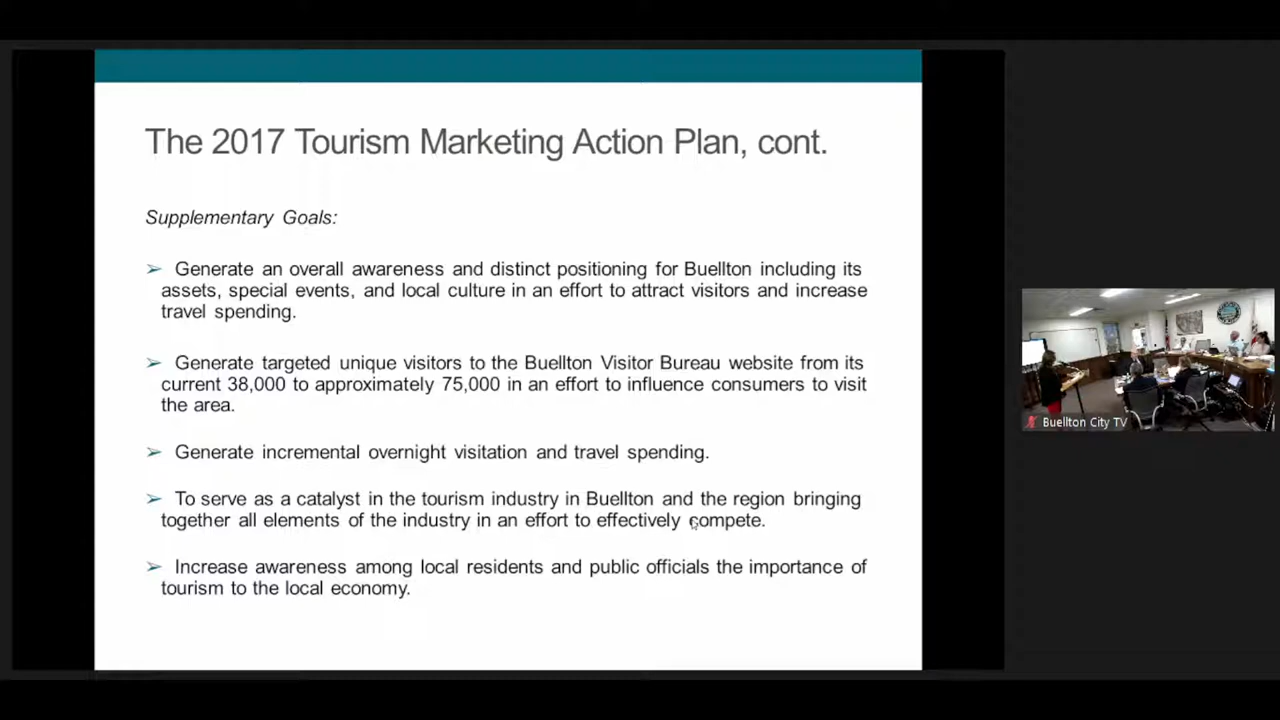 The 2017 Tourism Marketing Action Plan, cont.
Supplementary Goals:
➢ Generate an overall awareness and distinct positioning for Buellton including its
assets, special events, and local culture in an effort to attract visitors and increase
travel spending.
➢ Generate targeted unique visitors to the Buellton Visitor Bureau website from its
current 38,000 to approximately 75,000 in an effort to influence consumers to visit
the area.
➢ Generate incremental overnight visitation and travel spending.
➢ To serve as a catalyst in the tourism industry in Buellton and the region bringing
together all elements of the industry in an effort to effectively compete.
➢ Increase awareness among local residents and public officials the importance of
tourism to the local economy.
Buellton City TV